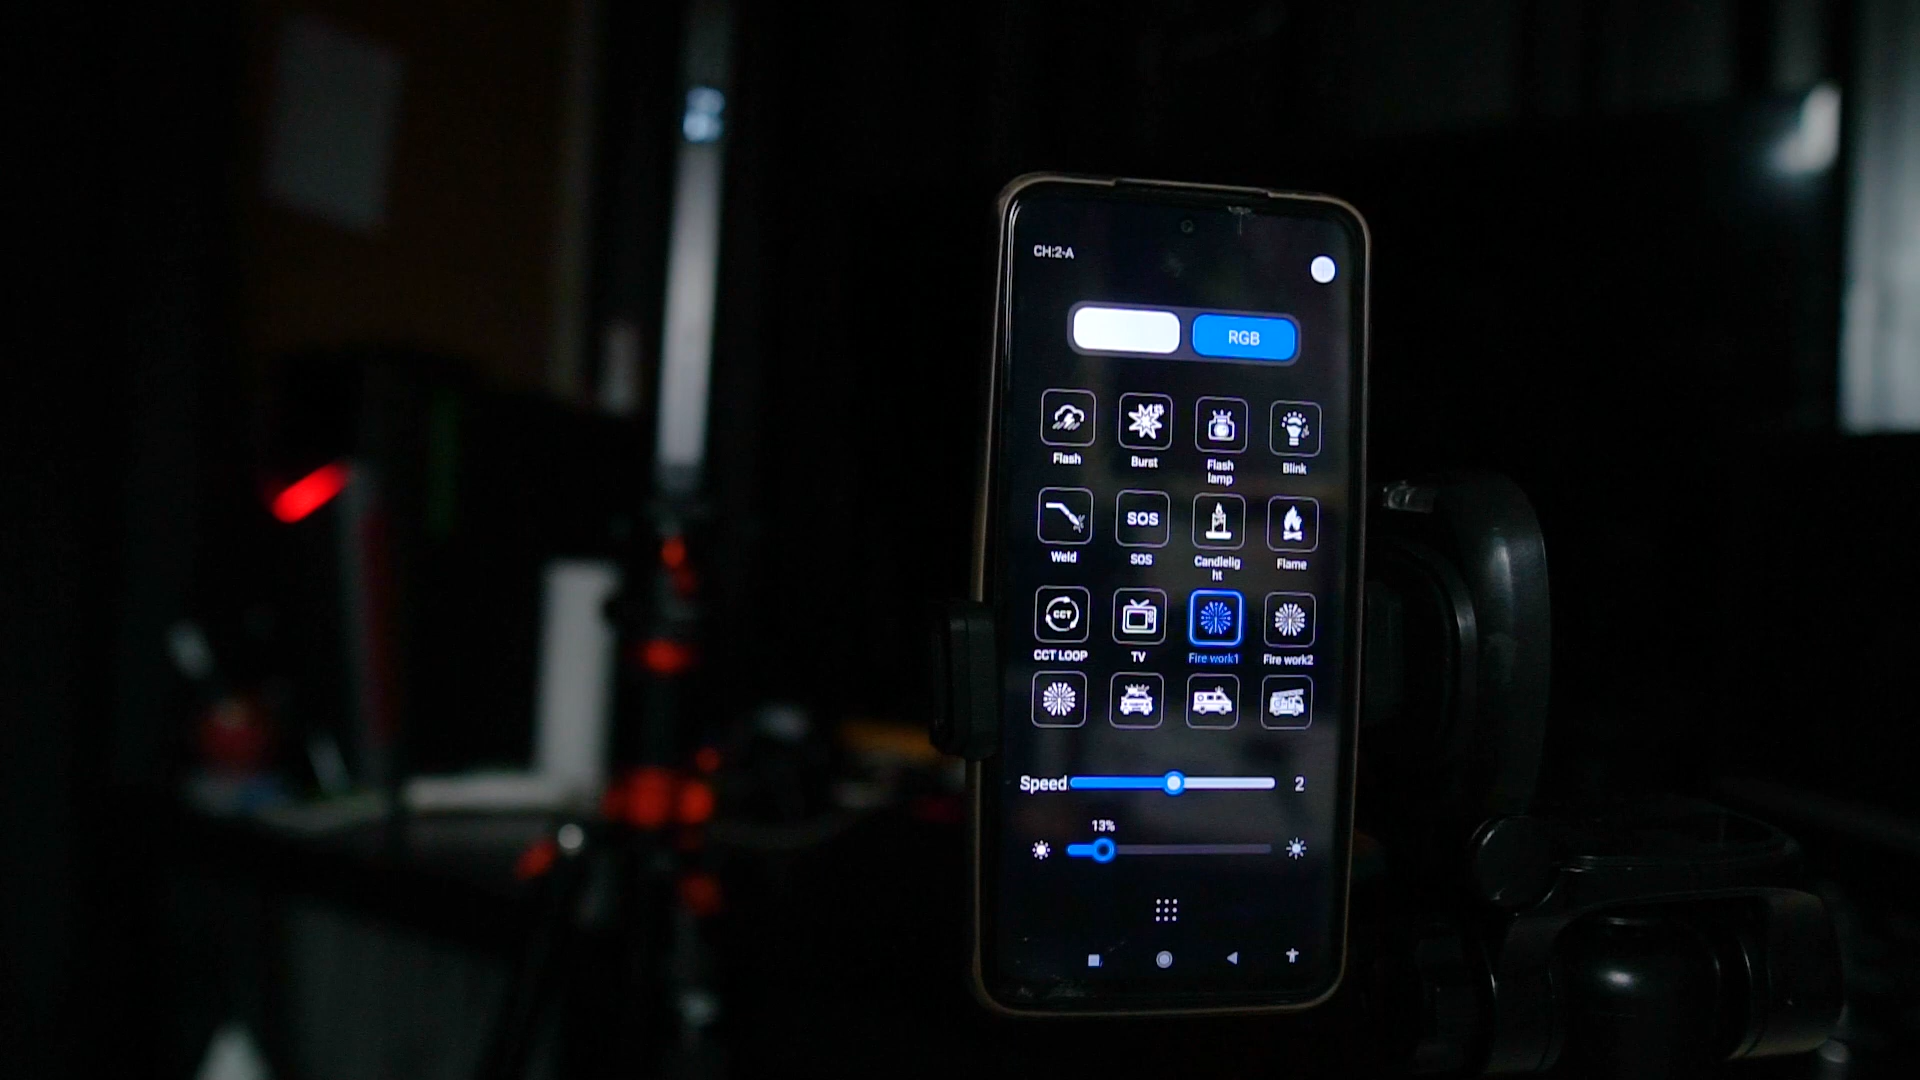 CH:2-A
RGB
Flash
Burst
Flash
lamp
Blink
SOS
Weld
SOS
Candlelig
ht
Flame
CCT
CCT LOOP
TV
Fire work1
Fire work2
Speed
2
13%